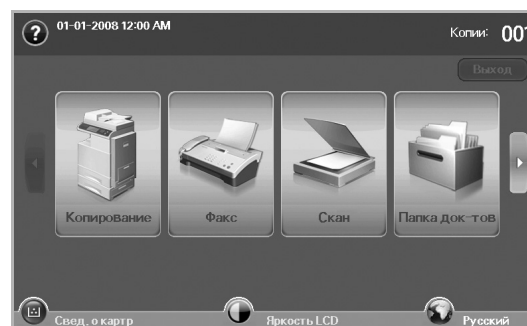 ? 01-01-2008 12:00 AM Копии: 001
Выход
Копирование Факс Скан Папка док-тов
Свед. о картр Яркость LCD Русский